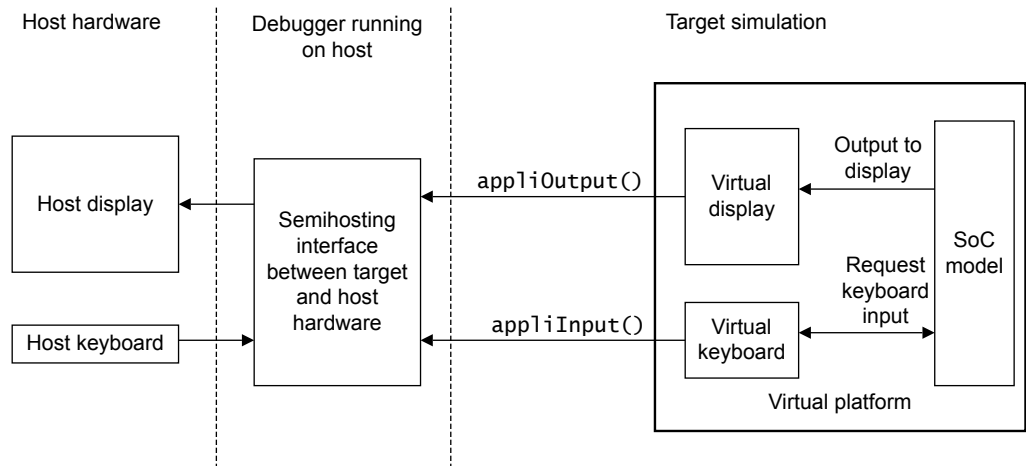 Host hardware
Debugger running
on host
Target simulation
Host display
Host keyboard
Semihosting
interface
between target
and host
hardware
appliOutput()
appliInput()
Virtual
display
Virtual
keyboard
Output to
display
Request
keyboard
input
SoC
model
Virtual platform